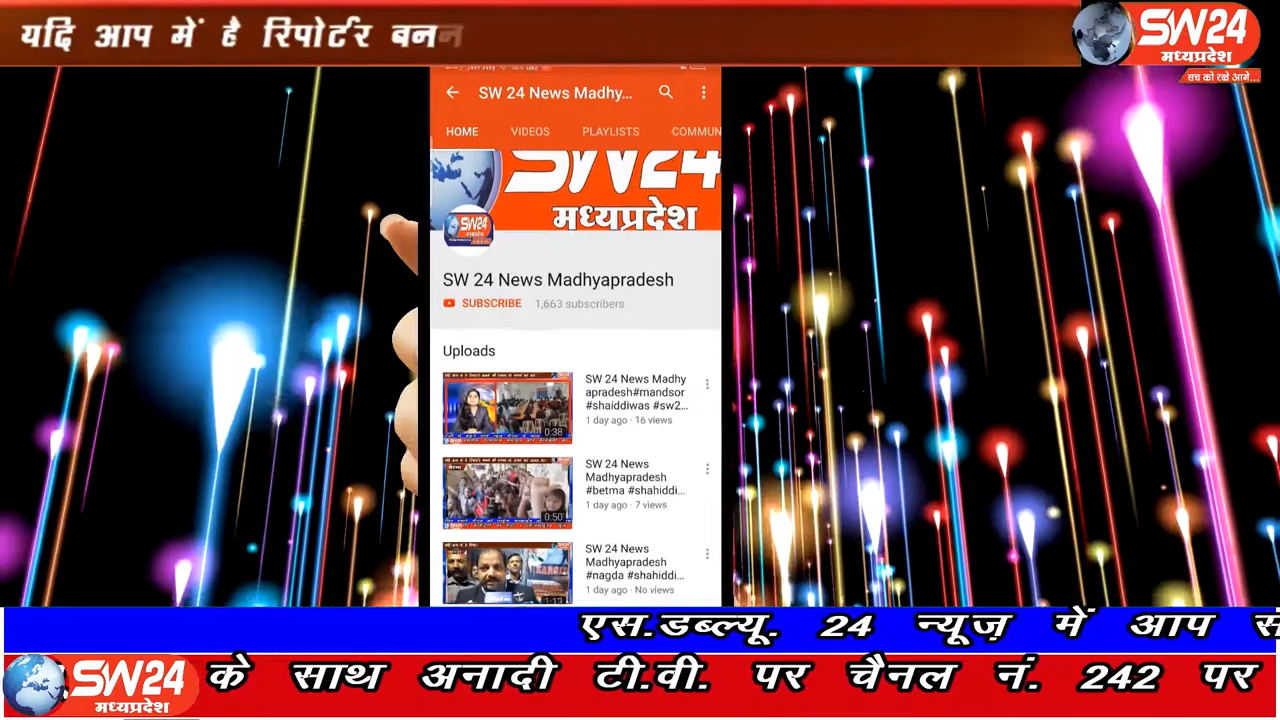 यदि आप में है रिपोर्टर बनन
SW24
मध्यप्रदेश
सच को रखे आगे...
SW 24 News Madhy...
HOME VIDEOS PLAYLISTS COMMUN
SW24
मध्यप्रदेश
SW24
SW 24 News Madhyapradesh
SUBSCRIBE 1,663 subscribers
Uploads
SW 24 News Madhy
apradesh#mandsor
#shaiddiwas #sw2...
1 day ago · 16 views
0:38
SW 24 News
Madhyapradesh
#betma #shahiddi...
1 day ago · 7 views
0:50
SW 24 News
Madhyapradesh
#nagda #shahiddi...
1 day ago · No views
1:13
एस.डब्ल्यू. 24 न्यूज़ में आप स
SW24
मध्यप्रदेश
के साथ अनादी टी.वी. पर चैनल नं. 242 पर